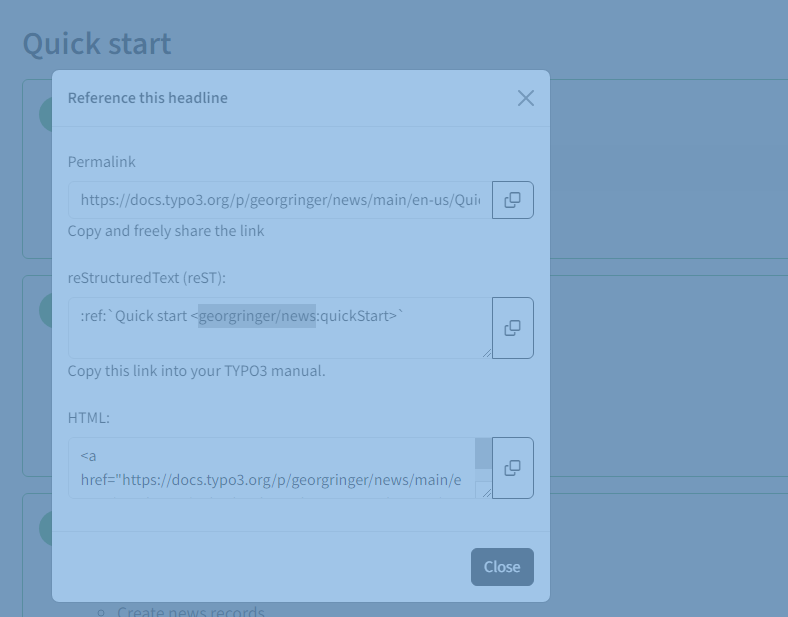 Quick start
Reference this headline
Permalink
https://docs.typo3.org/p/georgringer/news/main/en-us/Qui
Copy and freely share the link
reStructuredText (reST):
:ref:`Quick start <georgringer/news:quickStart>`
Copy this link into your TYPO3 manual.
HTML:
<a
href="https://docs.typo3.org/p/georgringer/news/main/e
Close
Create news records